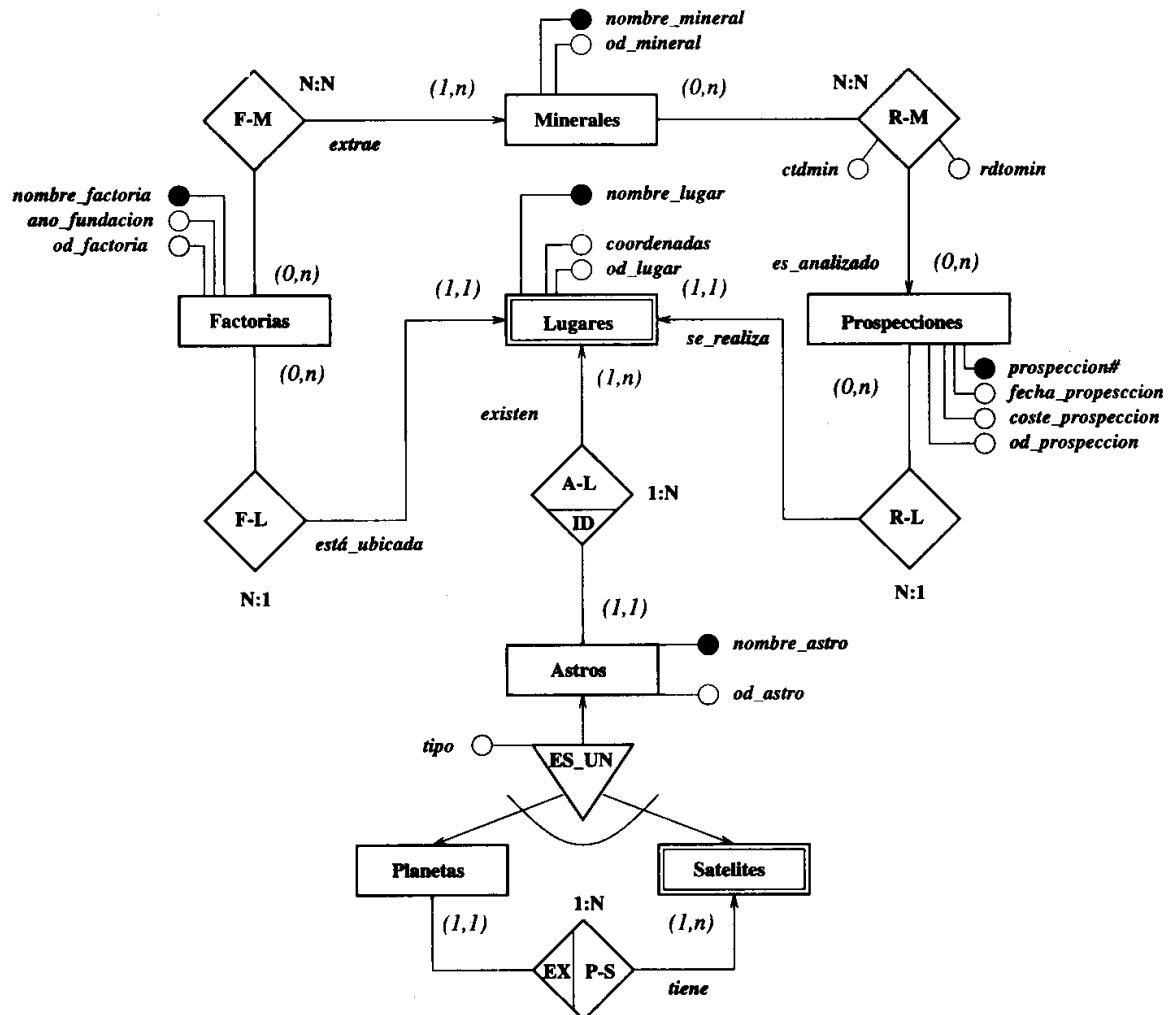 nombre_mineral
od_mineral
N:N
(1,n)
(0,n)
N:N
F-M
Minerales
R-M
extrae
ctdmin
rdtomin
nombre_factoria
ano_fundacion
od_factoria
nombre_lugar
coordenadas
od_lugar
es_analizado
(0,n)
(0,n)
(1,1)
(1,1)
Factorias
Lugares
Prospecciones
se_realiza
(0,n)
(1,n)
(0,n)
prospeccion#
fecha_propesccion
coste_prospeccion
od_prospeccion
existen
A-L
1:N
ID
F-L
R-L
está_ubicada
N:1
N:1
(1,1)
nombre_astro
Astros
od_astro
tipo
ES_UN
Planetas
Satelites
1:N
(1,1)
(1,n)
EX
P-S
tiene